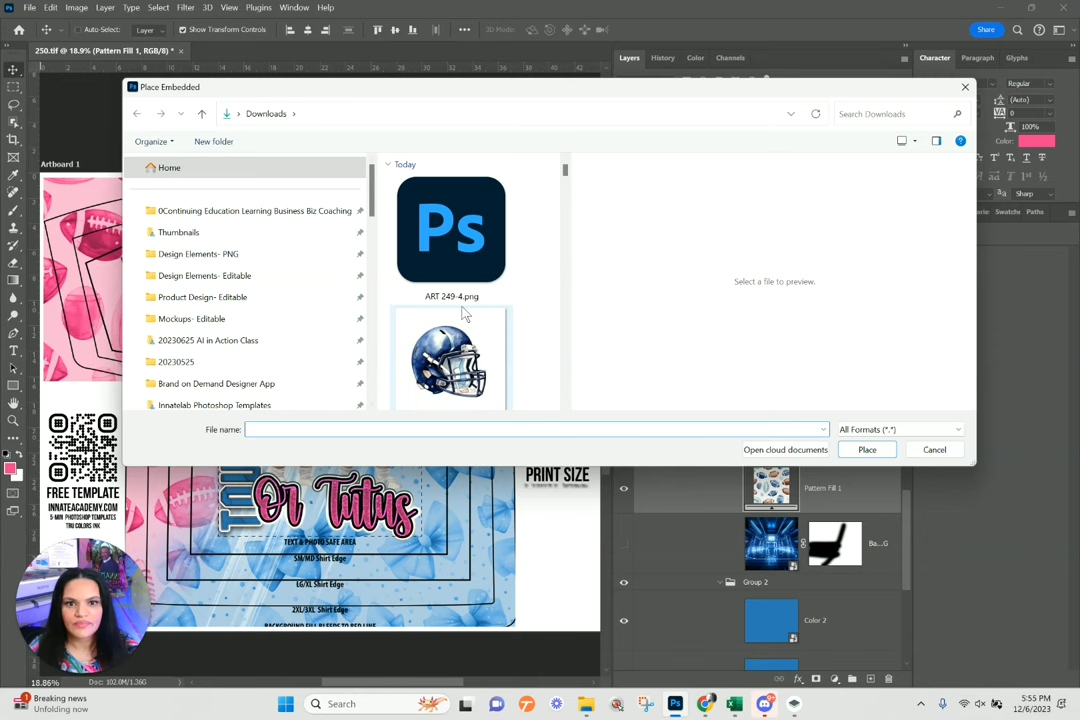 Ps File Edit Image Layer Type Select Filter 3D View Plugins Window Help
Auto-Select: Layer Show Transform Controls 3D Mode: Share
250.tif @ 18.9% (Pattern Fill 1, RGB/8) * ×
Layers History Color Channels
Character Paragraph Glyphs
Place Embedded
Downloads
Search Downloads
Organize
New folder
Home
0Continuing Education Learning Business Biz Coaching
Thumbnails
Design Elements- PNG
Design Elements- Editable
Product Design- Editable
Mockups- Editable
20230625 AI in Action Class
20230525
Brand on Demand Designer App
Innatelab Photoshop Templates
Today
Ps
ART 249-4.png
Select a file to preview.
File name:
All Formats (*.*)
Open cloud documents
Place
Cancel
Regular
(Auto)
0
100%
Color:
Sharp
Swatche Paths
Artboard 1
FREE TEMPLATE
INNATEACADEMY.COM
5-MIN PHOTOSHOP TEMPLATES
TRU COLORS INK
Or Tutus
PRINT SIZE
TEXT & PHOTO SAFE AREA
SM/MD Shirt Edge
LG/XL Shirt Edge
2XL/3XL Shirt Edge
BACKGROUND FILL BLEEDS TO RED LINE
Pattern Fill 1
Ba...G
Group 2
Color 2
18.86% Doc: 102.0M/1.36G
Breaking news
Unfolding now
Search
5:55 PM
12/6/2023